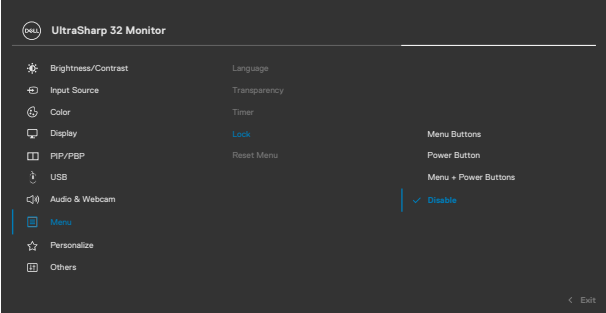 DELL
UltraSharp 32 Monitor
Brightness/Contrast
Input Source
Color
Display
PIP/PBP
USB
Audio & Webcam
Menu
Personalize
Others
Language
Transparency
Timer
Lock
Reset Menu
Menu Buttons
Power Button
Menu + Power Buttons
Disable
Exit